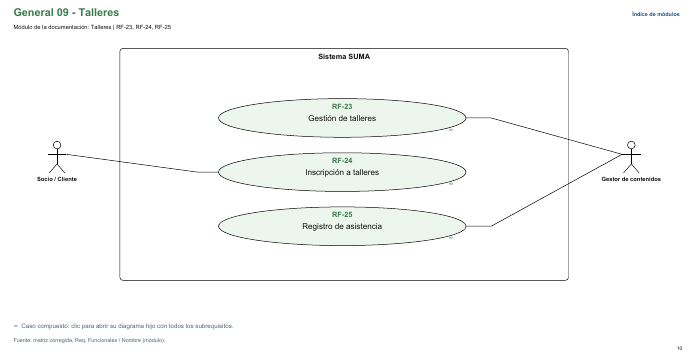 General 09 - Talleres
Índice de módulos
Módulo de la documentación: Talleres | RF-23, RF-24, RF-25
Sistema SUMA
RF-23
Gestión de talleres
RF-24
Inscripción a talleres
RF-25
Registro de asistencia
Socio / Cliente
Gestor de contenidos
∞ Caso compuesto: clic para abrir su diagrama hijo con todos los subrequisitos.
Fuente: matriz corregida, Req. Funcionales / Nombre (módulo).